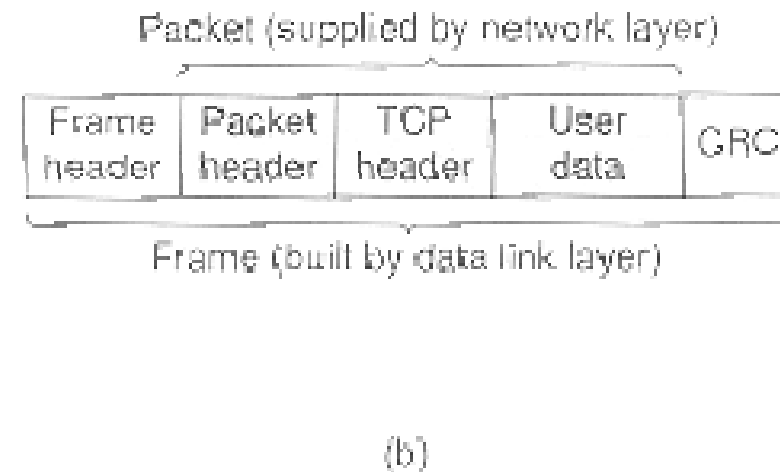 Packet (supplied by network layer)
Frame header
Packet header
TCP header
User data
CRC
Frame (built by data link layer)
(b)